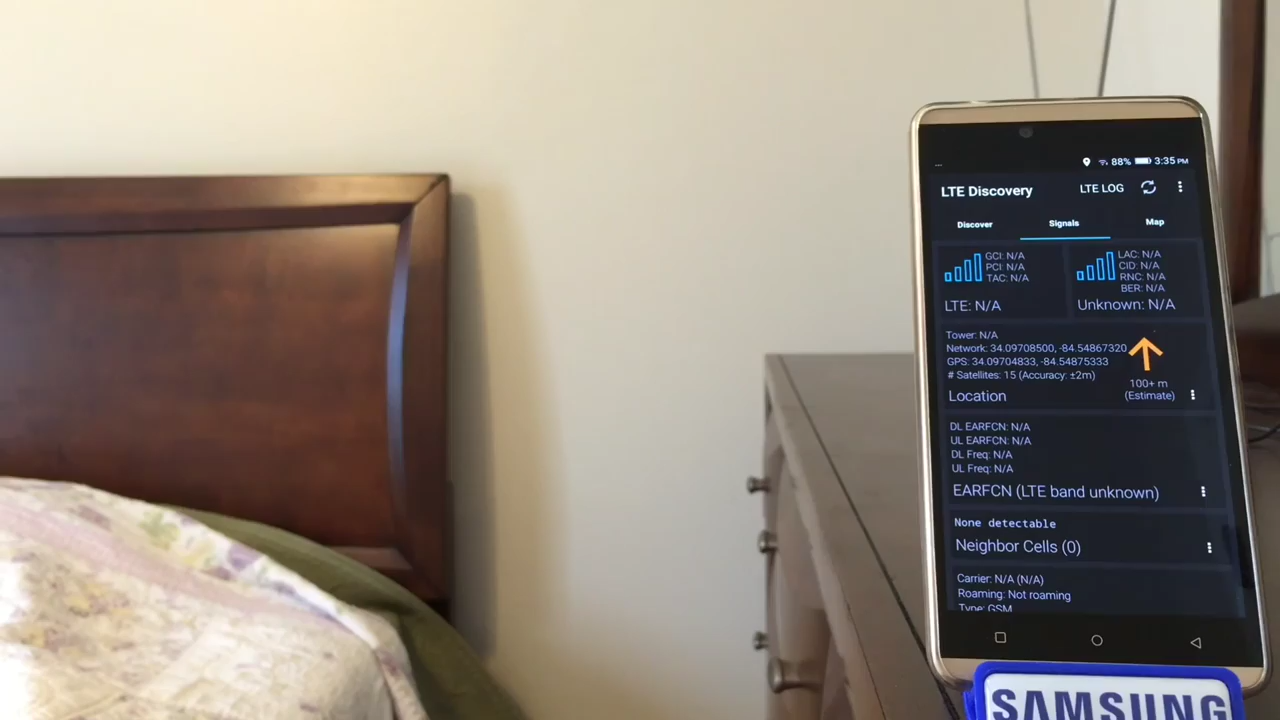 ... 88% 3:35 PM
LTE Discovery LTE LOG
Discover Signals Map
GCI: N/A
PCI: N/A
TAC: N/A
LTE: N/A
LAC: N/A
CID: N/A
RNC: N/A
BER: N/A
Unknown: N/A
Tower: N/A
Network: 34.09708500, -84.54867320
GPS: 34.09704833, -84.54875333
# Satellites: 15 (Accuracy: ±2m)
100+ m
(Estimate)
Location
DL EARFCN: N/A
UL EARFCN: N/A
DL Freq: N/A
UL Freq: N/A
EARFCN (LTE band unknown)
None detectable
Neighbor Cells (0)
Carrier: N/A (N/A)
Roaming: Not roaming
Type: GSM
SAMSUNG